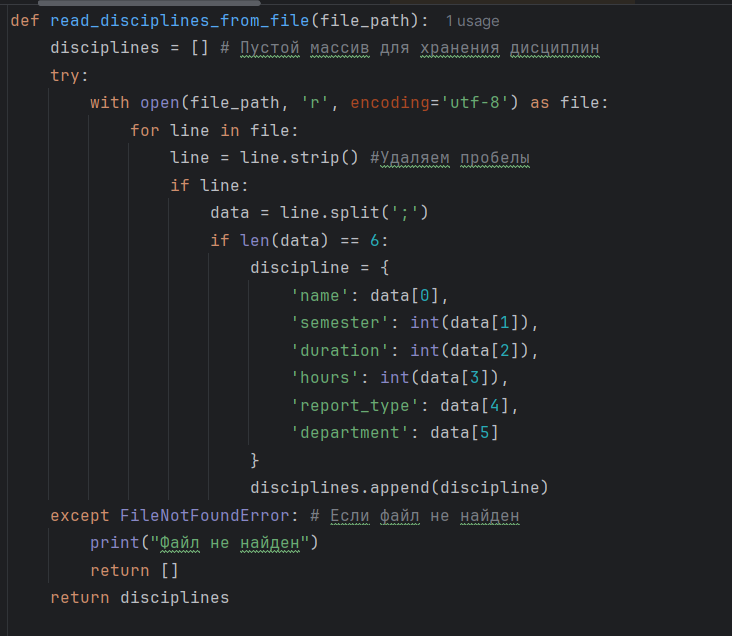 def read_disciplines_from_file(file_path): 1 usage
    disciplines = [] # Пустой массив для хранения дисциплин
    try:
        with open(file_path, 'r', encoding='utf-8') as file:
            for line in file:
                line = line.strip() #Удаляем пробелы
                if line:
                    data = line.split(';')
                    if len(data) == 6:
                        discipline = {
                            'name': data[0],
                            'semester': int(data[1]),
                            'duration': int(data[2]),
                            'hours': int(data[3]),
                            'report_type': data[4],
                            'department': data[5]
                        }
                        disciplines.append(discipline)
    except FileNotFoundError: # Если файл не найден
        print("Файл не найден")
        return []
    return disciplines